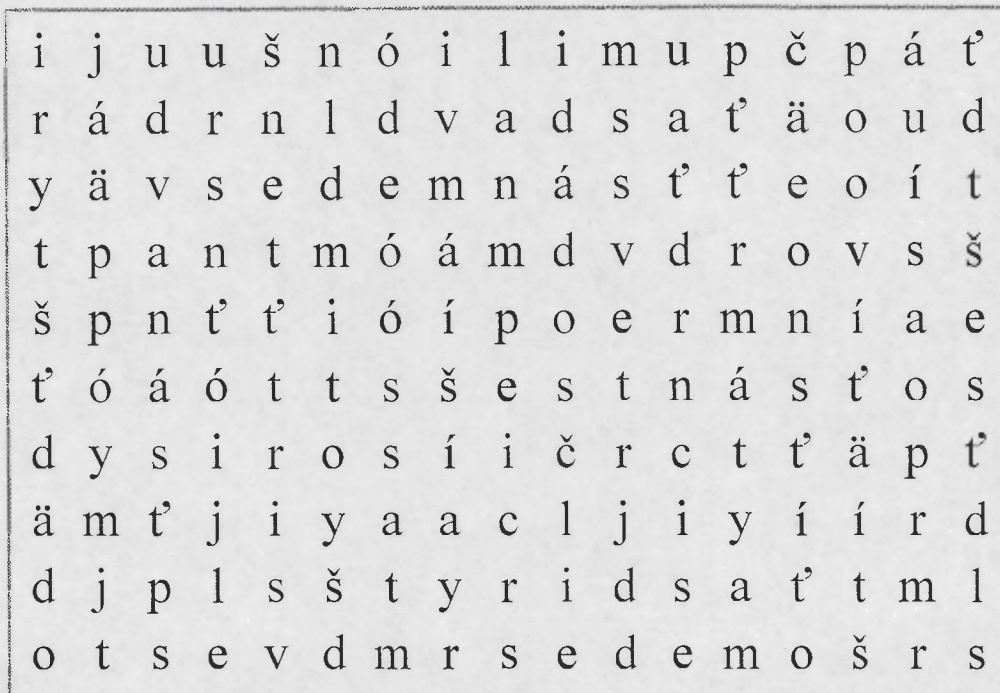 i j u u š n ó i l i m u p č p á ť
r á d r n l d v a d s a ť ä o u d
y ä v s e d e m n á s ť ť e o í t
t p a n t m ó á m d v d r o v s š
š p n ť ť i ó í p o e r m n í a e
ť ó á ó t t s š e s t n á s ť o s
d y s i r o s í i č r c t ť ä p ť
ä m ť j i y a a c l j i y í í r d
d j p l s š t y r i d s a ť t m l
o t s e v d m r s e d e m o š r s